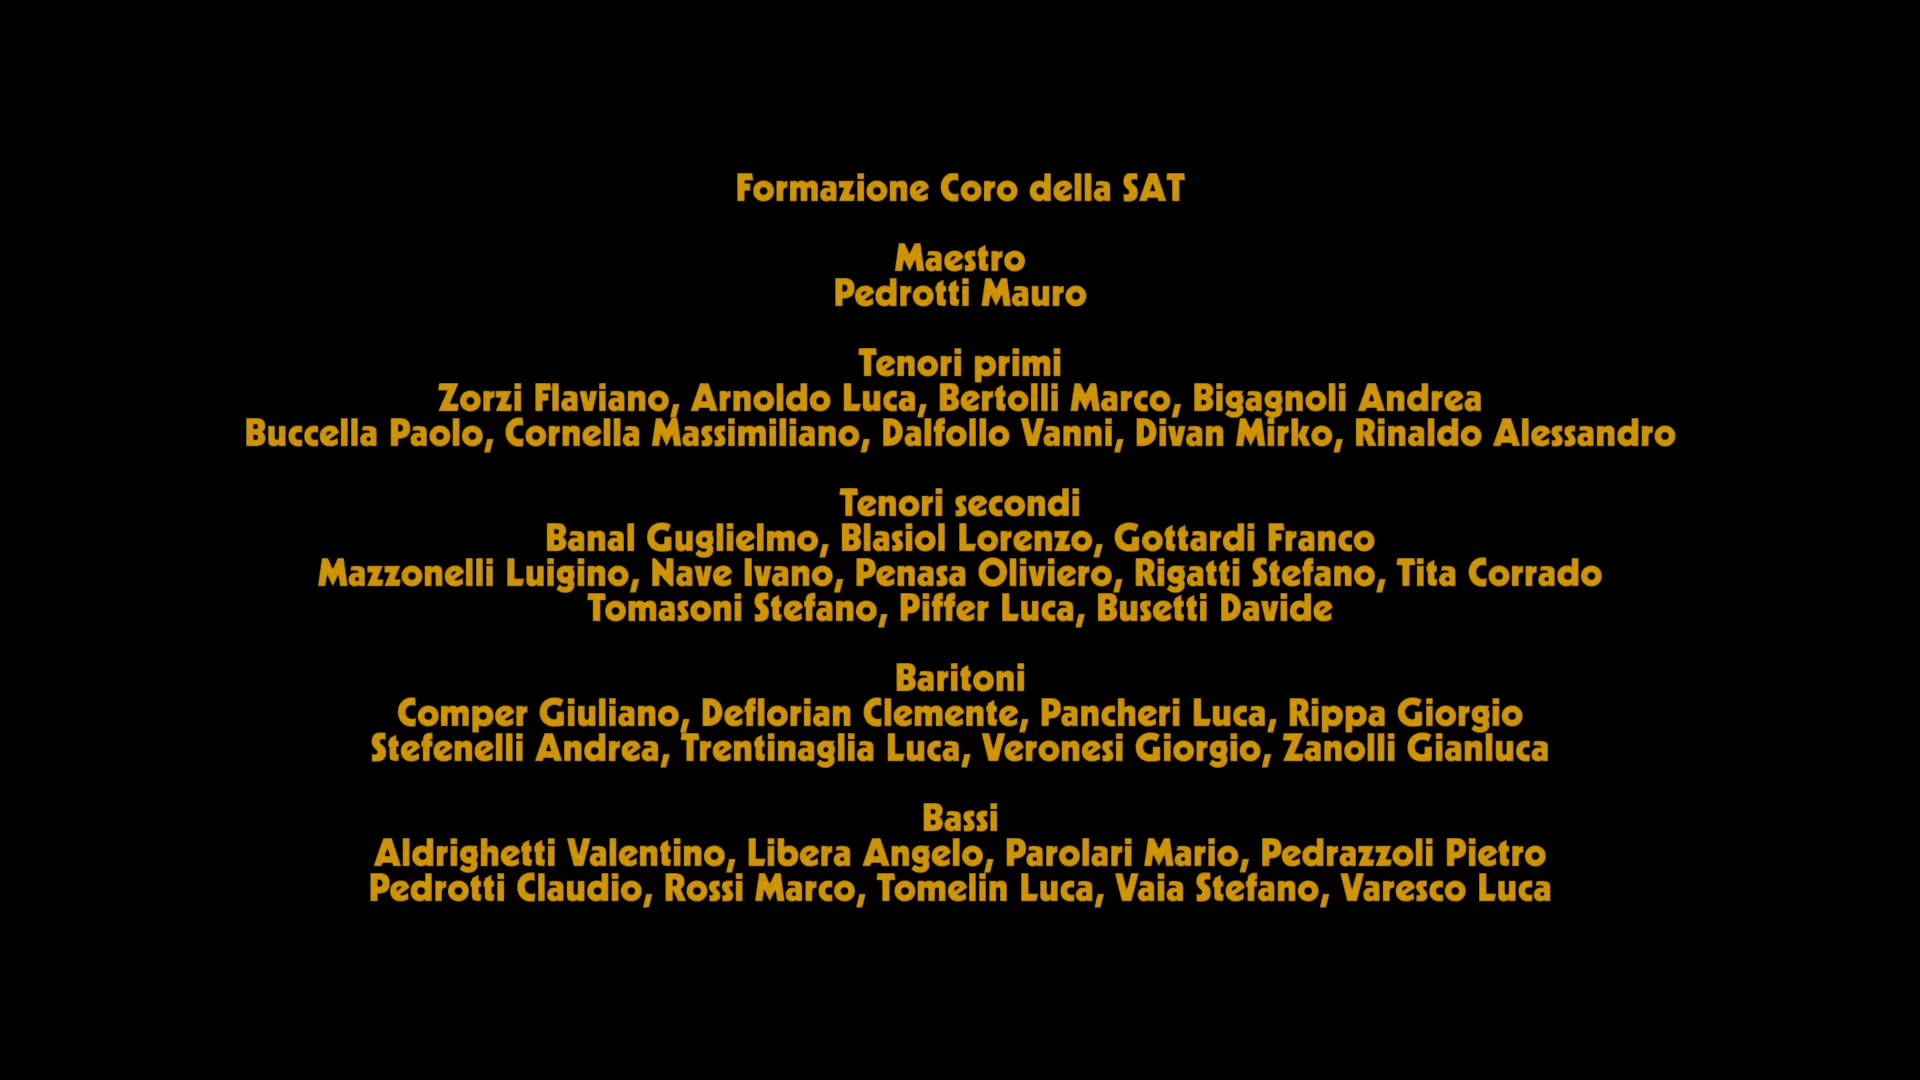 Formazione Coro della SAT
Maestro
Pedrotti Mauro
Tenori primi
Zorzi Flaviano, Arnoldo Luca, Bertolli Marco, Bigagnoli Andrea
Buccella Paolo, Cornella Massimiliano, Dalfollo Vanni, Divan Mirko, Rinaldo Alessandro
Tenori secondi
Banal Guglielmo, Blasiol Lorenzo, Gottardi Franco
Mazzonelli Luigino, Nave Ivano, Penasa Oliviero, Rigatti Stefano, Tita Corrado
Tomasoni Stefano, Piffer Luca, Busetti Davide
Baritoni
Comper Giuliano, Deflorian Clemente, Pancheri Luca, Rippa Giorgio
Stefenelli Andrea, Trentinaglia Luca, Veronesi Giorgio, Zanolli Gianluca
Bassi
Aldrighetti Valentino, Libera Angelo, Parolari Mario, Pedrazzoli Pietro
Pedrotti Claudio, Rossi Marco, Tomelin Luca, Vaia Stefano, Varesco Luca